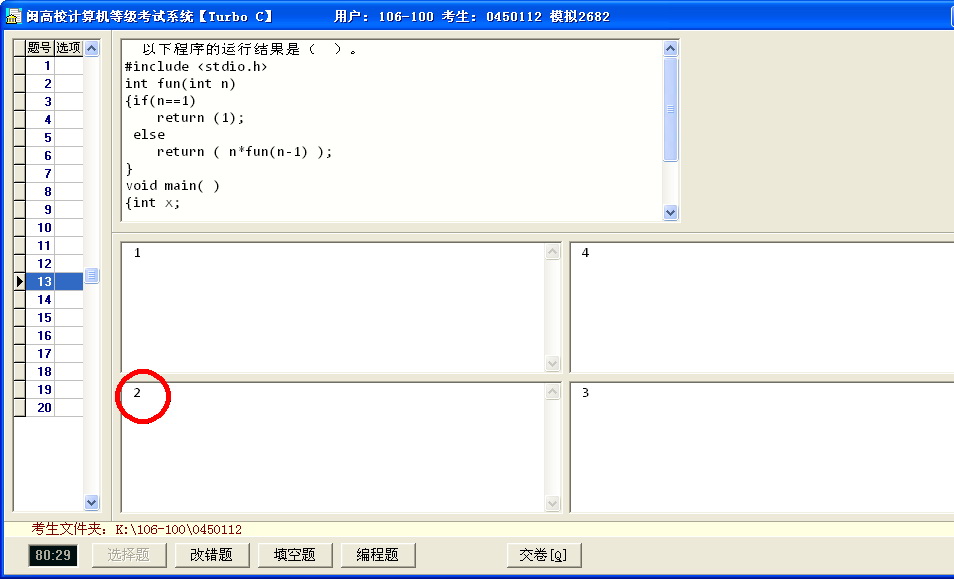 闽高校计算机等级考试系统【Turbo C】 用户: 106-100 考生: 0450112 模拟2682
题号 选项
1
2
3
4
5
6
7
8
9
10
11
12
13
14
15
16
17
18
19
20
以下程序的运行结果是（ ）。
#include <stdio.h>
int fun(int n)
{if(n==1)
return (1);
else
return ( n*fun(n-1) );
}
void main( )
{int x;
1
4
2
3
考生文件夹: K:\106-100\0450112
80:29 选择题 改错题 填空题 编程题 交卷[Q]